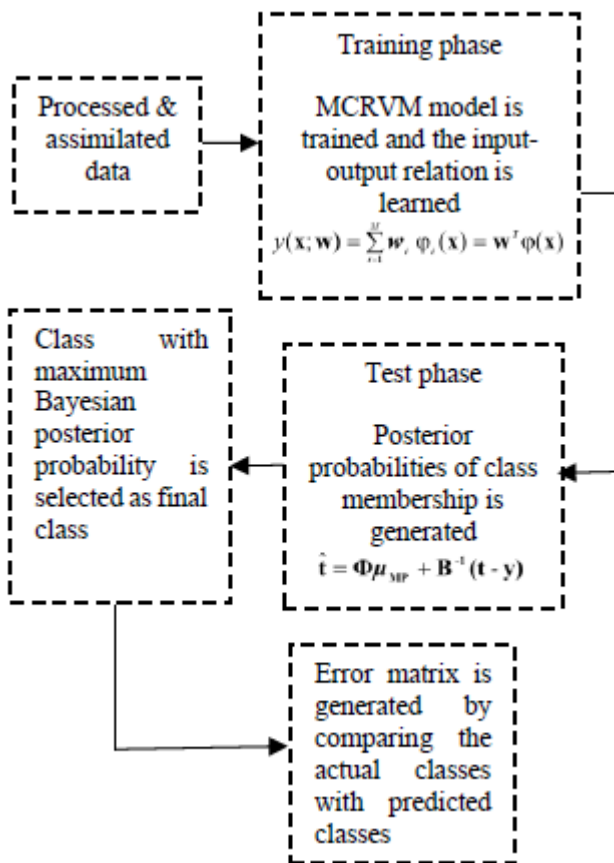 Processed &
assimilated
data
Training phase
MCRVM model is
trained and the input-
output relation is
learned
y(x; w) = ∑_{i=1}^{M} w_i φ_i(x) = w^T φ(x)
Test phase
Posterior
probabilities of class
membership is
generated
t̂ = Φμ_MP + B⁻¹(t - y)
Class with
maximum
Bayesian
posterior
probability is
selected as final
class
Error matrix is
generated by
comparing the
actual classes
with predicted
classes